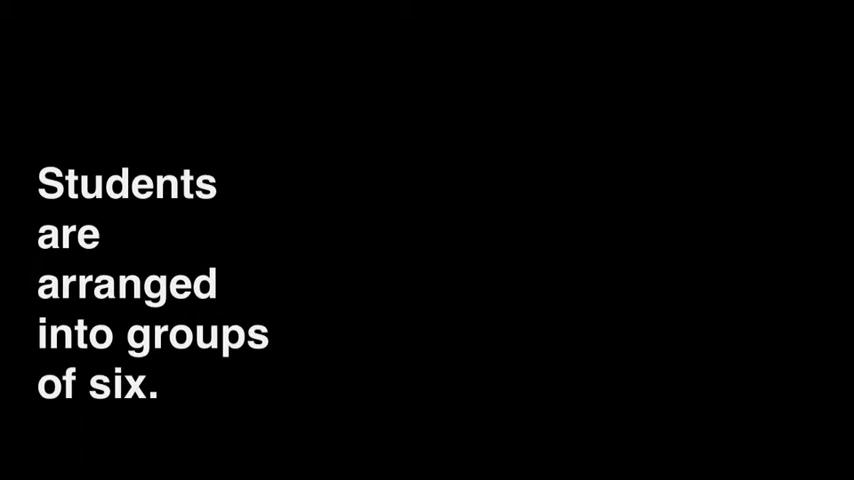 Students
are
arranged
into groups
of six.